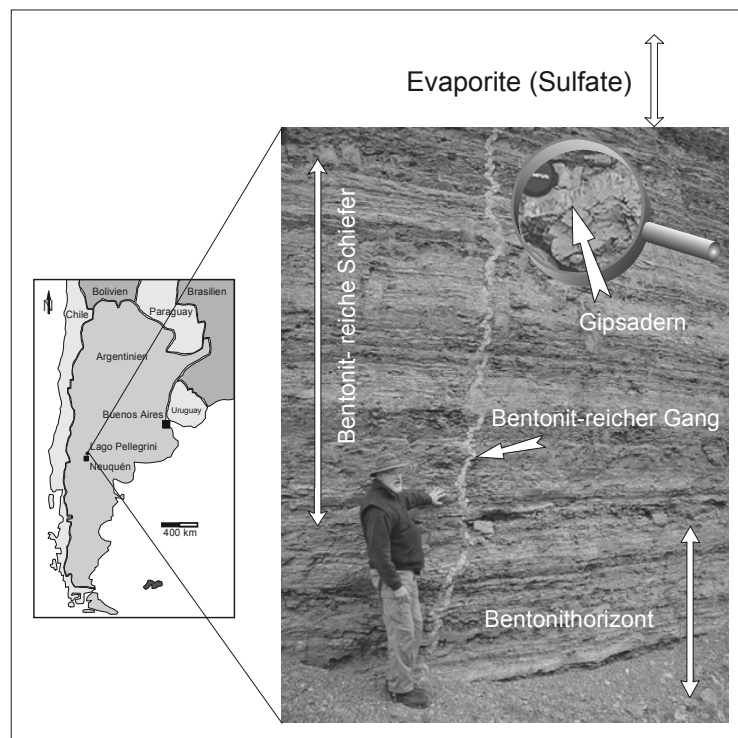 Evaporite (Sulfate)
Bentonit- reiche Schiefer
Gipsadern
Bentonit-reicher Gang
Bentonithorizont
Bolivien
Brasilien
N
Chile
Paraguay
Argentinien
Uruguay
Buenos Aires
Lago Pellegrini
Neuquén
400 km